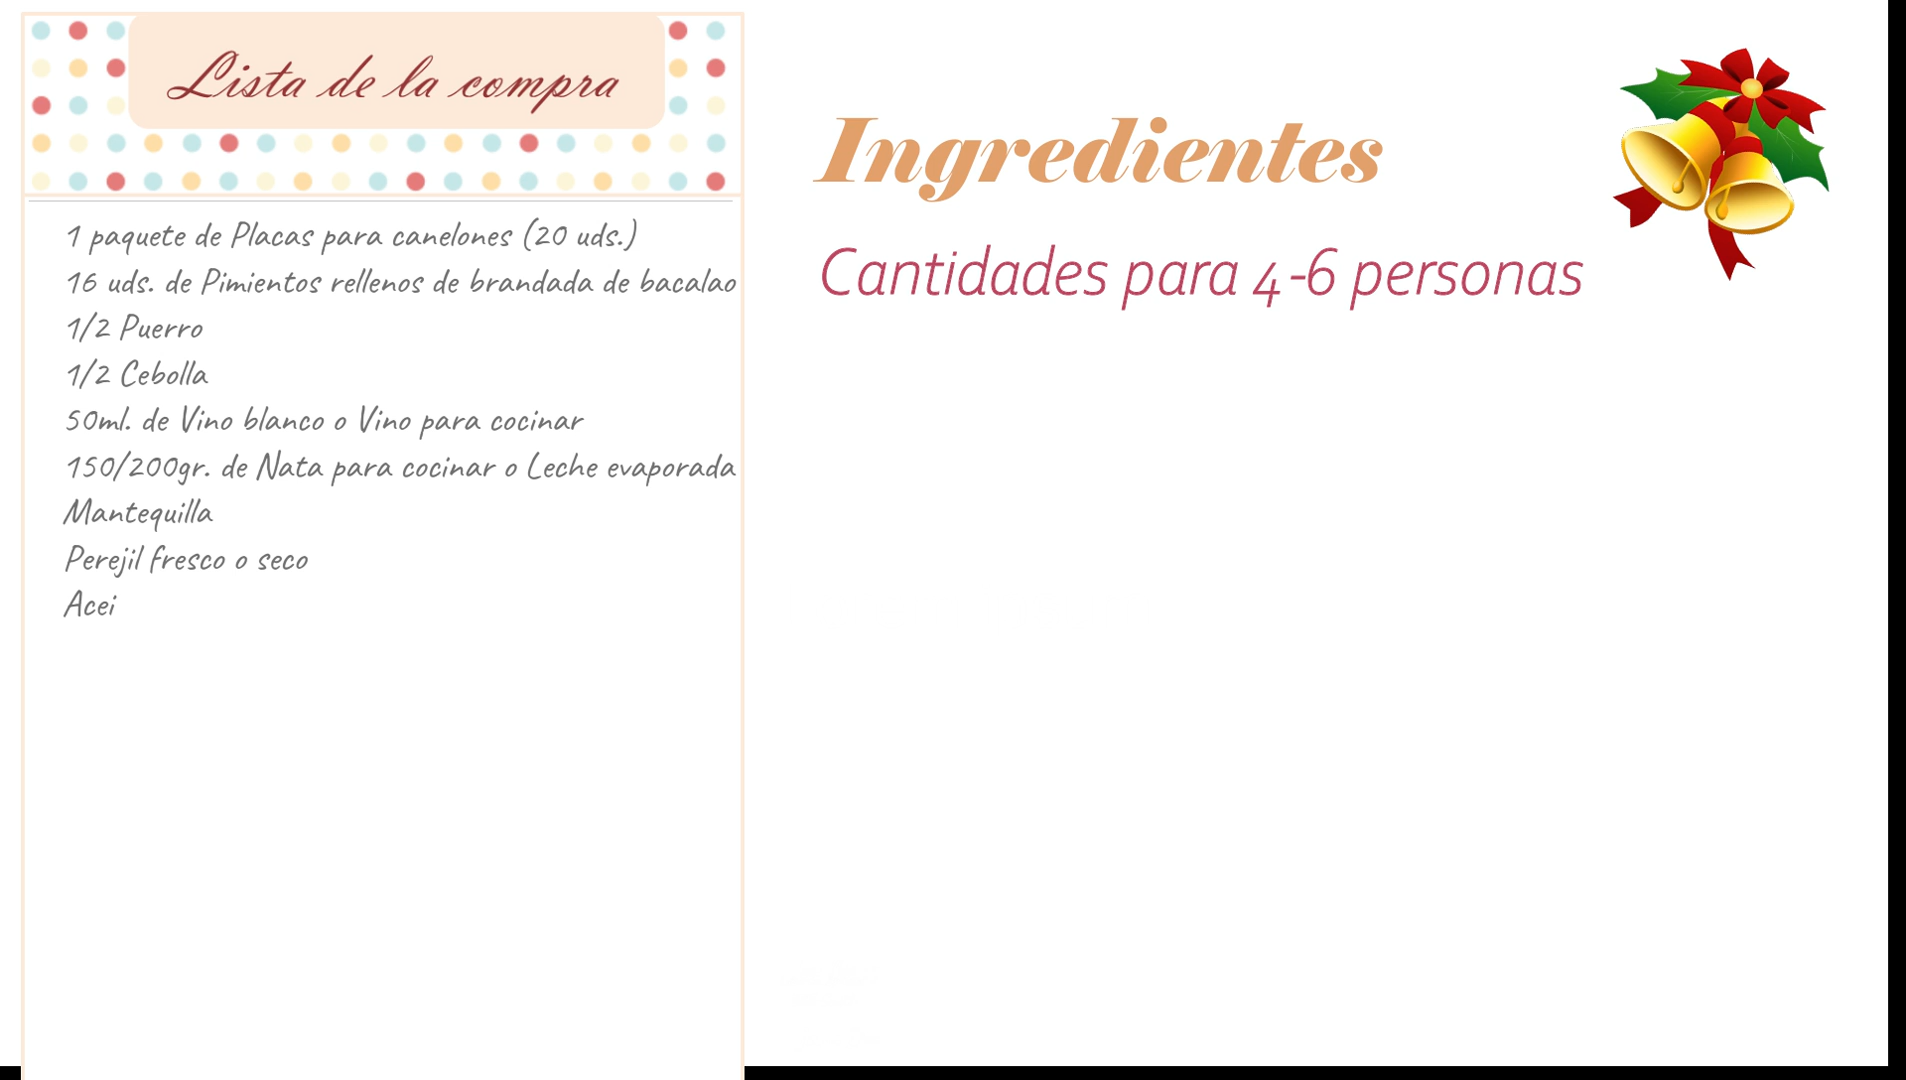 Lista de la compra
1 paquete de Placas para canelones (20 uds.)
16 uds. de Pimientos rellenos de brandada de bacalao
1/2 Puerro
1/2 Cebolla
50ml. de Vino blanco o Vino para cocinar
150/200gr. de Nata para cocinar o Leche evaporada
Mantequilla
Perejil fresco o seco
Acei
Ingredientes
Cantidades para 4-6 personas